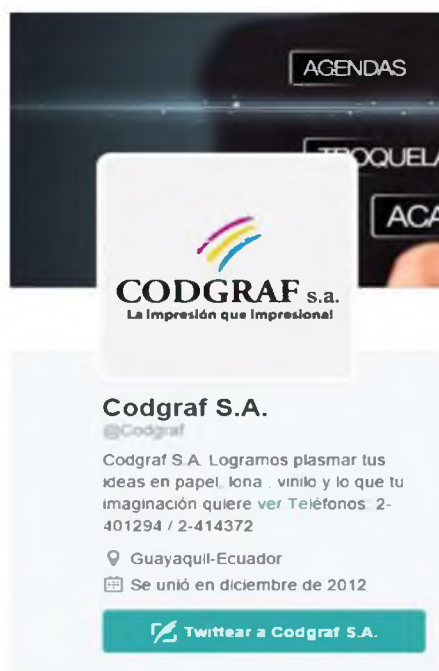 AGENDAS
TROQUELA
ACA
CODGRAF s.a.
La Impresión que Impresiona!
Codgraf S.A.
@Codgraf
Codgraf S.A. Logramos plasmar tus
ideas en papel, lona , vinilo y lo que tu
imaginación quiere ver Teléfonos: 2-
401294 / 2-414372
Guayaquil-Ecuador
Se unió en diciembre de 2012
Twittear a Codgraf S.A.